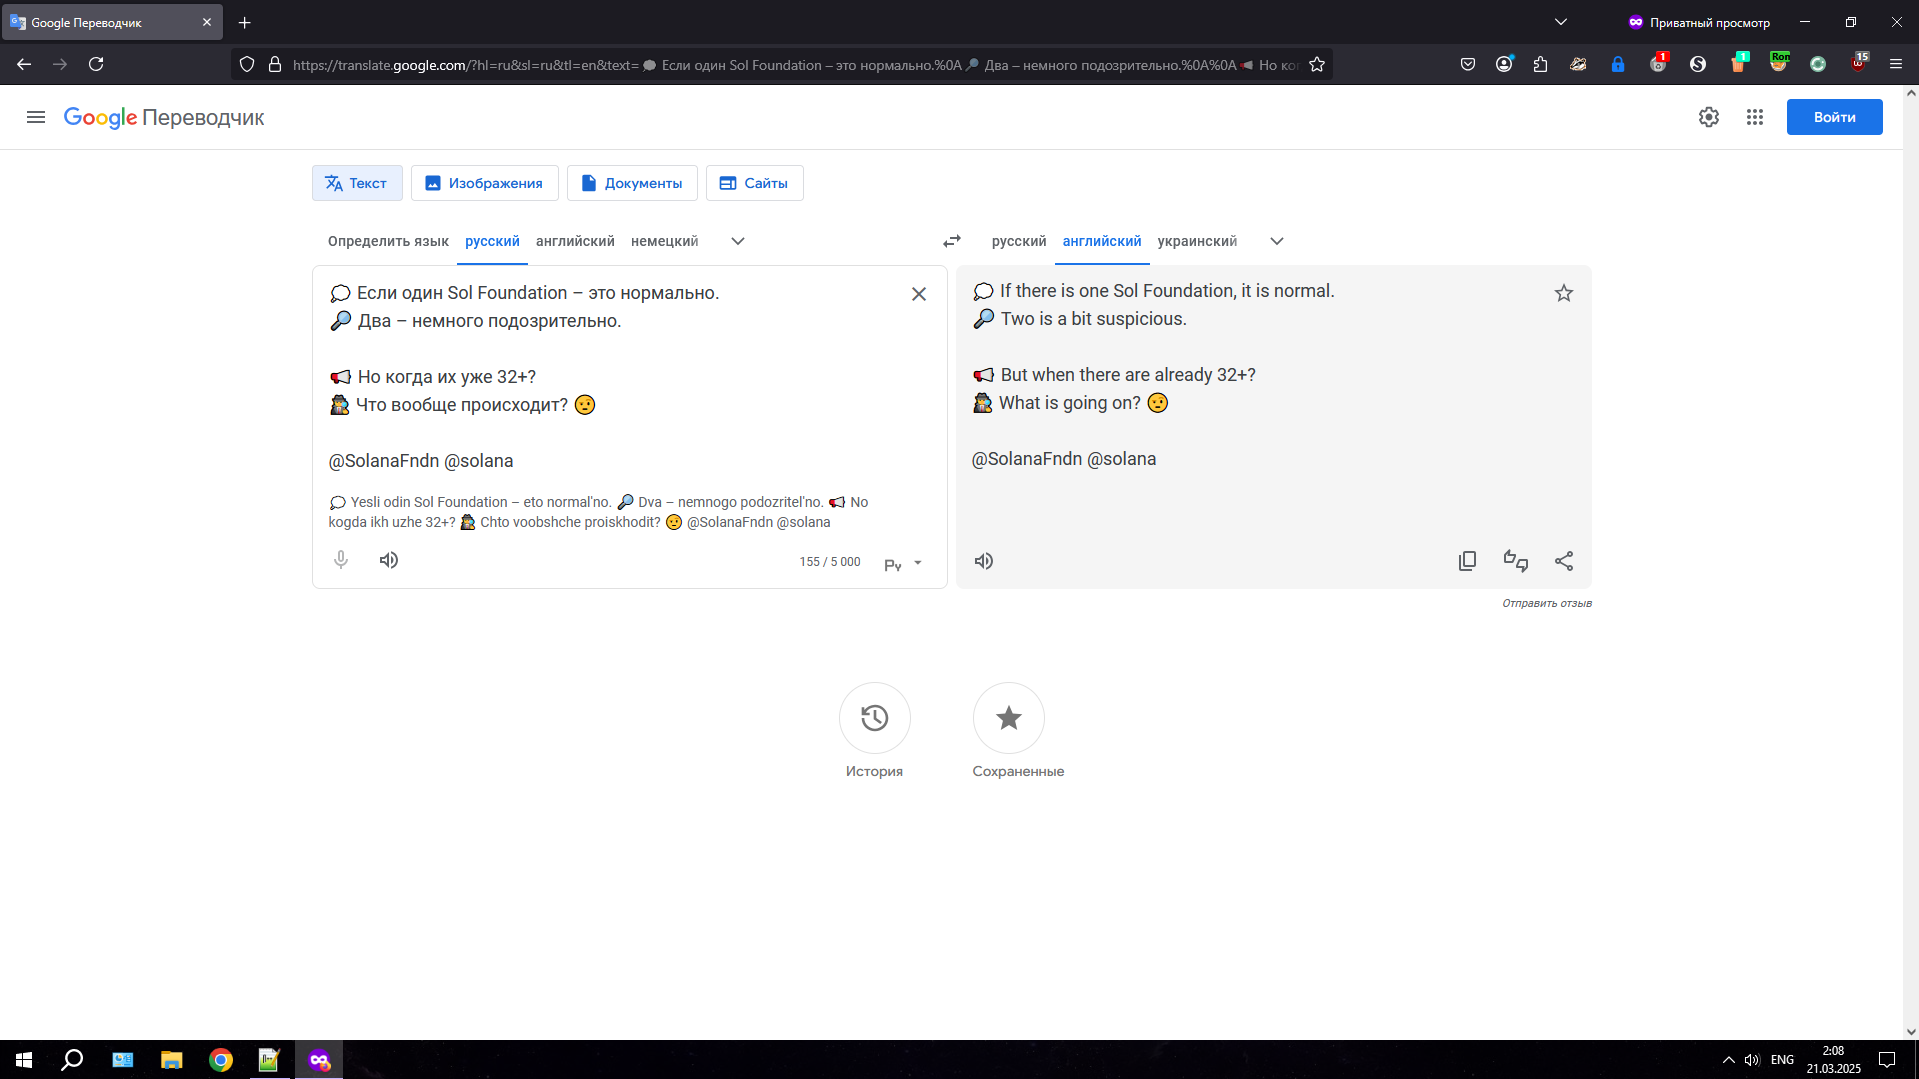 Google Переводчик
Приватный просмотр
https://translate.google.com/?hl=ru&sl=ru&tl=en&text=💭 Если один Sol Foundation – это нормально.%0A🔎 Два – немного подозрительно.%0A%0A📢 Но ког
1
1
Ron
15
Google Переводчик
Войти
Текст
Изображения
Документы
Сайты
Определить язык
русский
английский
немецкий
русский
английский
украинский
💭 Если один Sol Foundation – это нормально.
🔎 Два – немного подозрительно.
📢 Но когда их уже 32+?
Что вообще происходит?
@SolanaFndn @solana
💭 Yesli odin Sol Foundation – eto normal'no. 🔎 Dva – nemnogo podozritel'no. 📢 No
kogda ikh uzhe 32+? Chto voobshche proiskhodit? @SolanaFndn @solana
155 / 5 000
Ру
💭 If there is one Sol Foundation, it is normal.
🔎 Two is a bit suspicious.
📢 But when there are already 32+?
What is going on?
@SolanaFndn @solana
Отправить отзыв
История
Сохраненные
ENG
2:08
21.03.2025